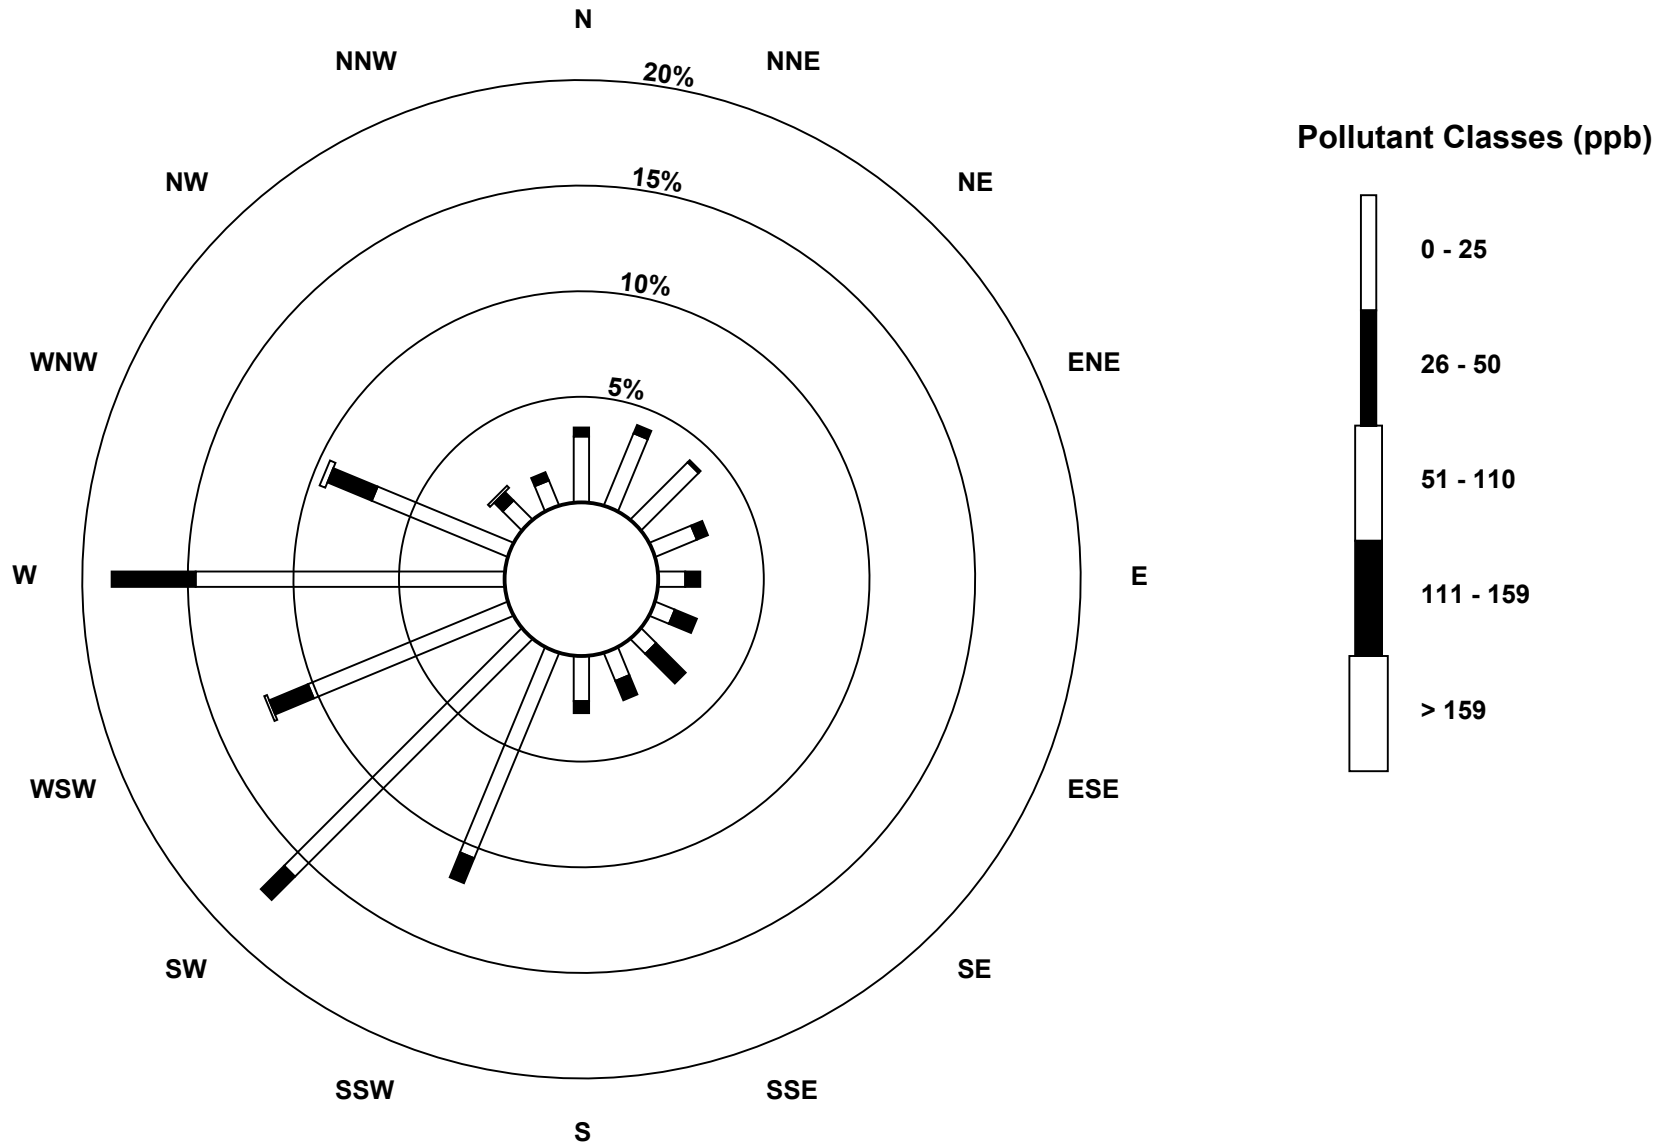 N
NNW
NNE
20%
Pollutant Classes (ppb)
15%
NW
NE
0 - 25
10%
WNW
ENE
26 - 50
5%
51 - 110
W
E
111 - 159
> 159
WSW
ESE
SW
SE
SSW
SSE
S